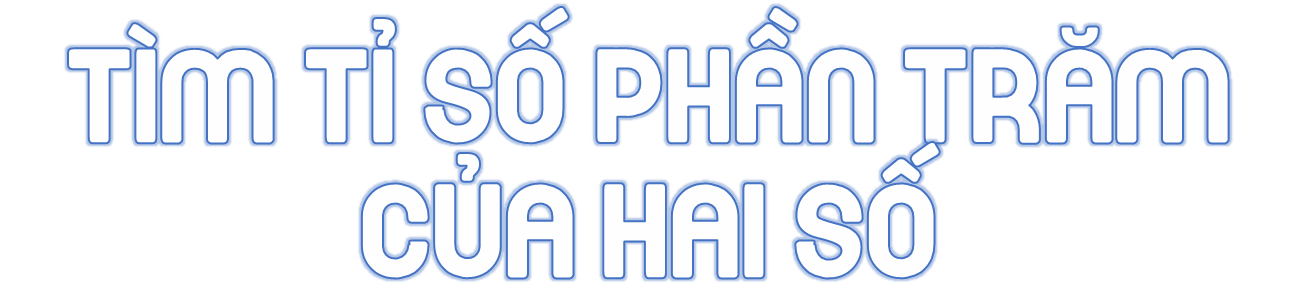 TÌM TỈ SỐ PHẦN TRĂM
CỦA HAI SỐ